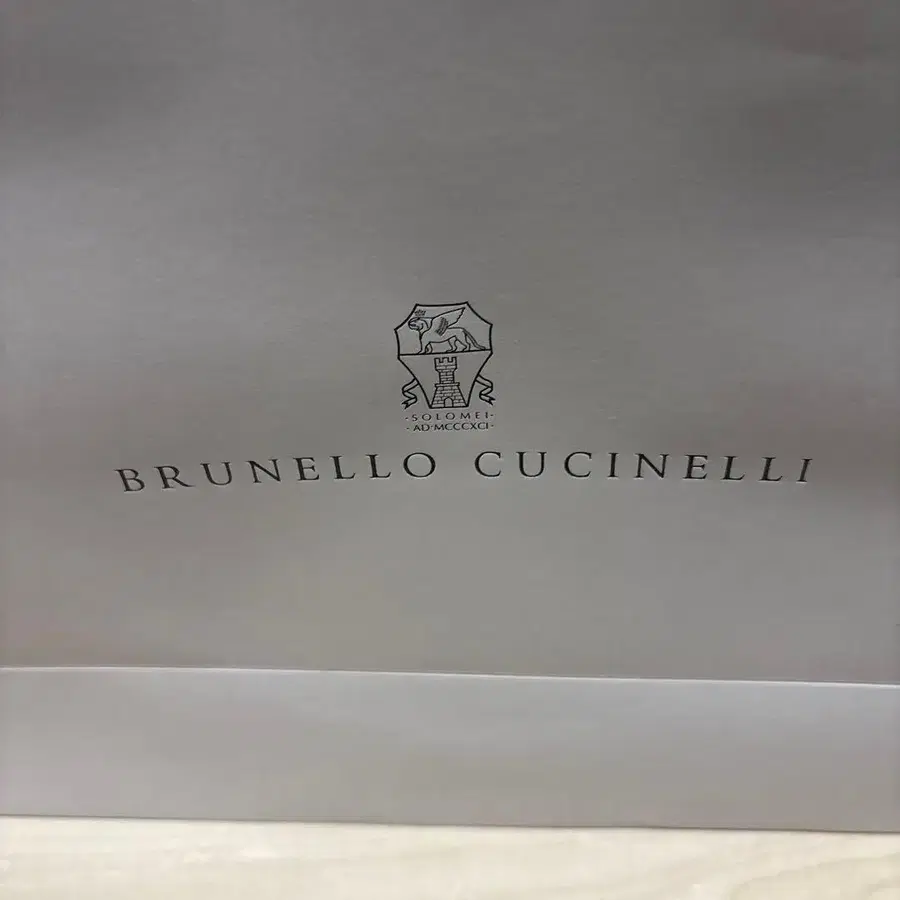 ·SOLOMEI·
·AD·MCCCXCI·
BRUNELLO CUCINELLI